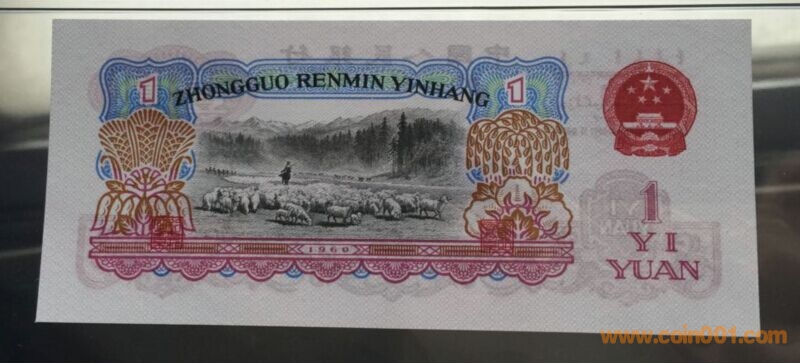 1
ZHONGGUO RENMIN YINHANG
1
1960
1
YI
YUAN
www.coin001.com